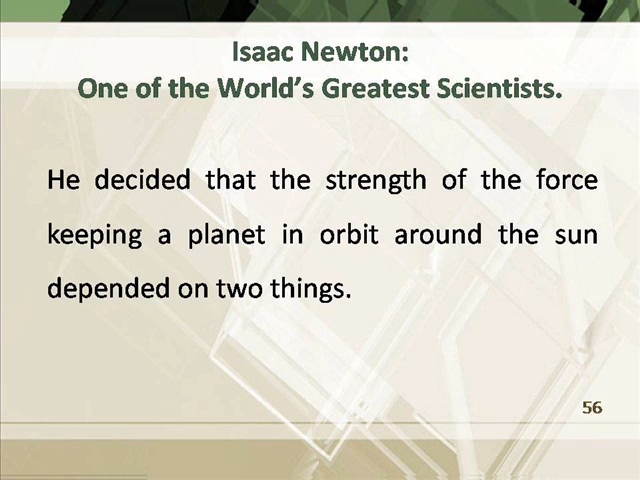 Isaac Newton:
One of the World’s Greatest Scientists.
He decided that the strength of the force
keeping a planet in orbit around the sun
depended on two things.
56